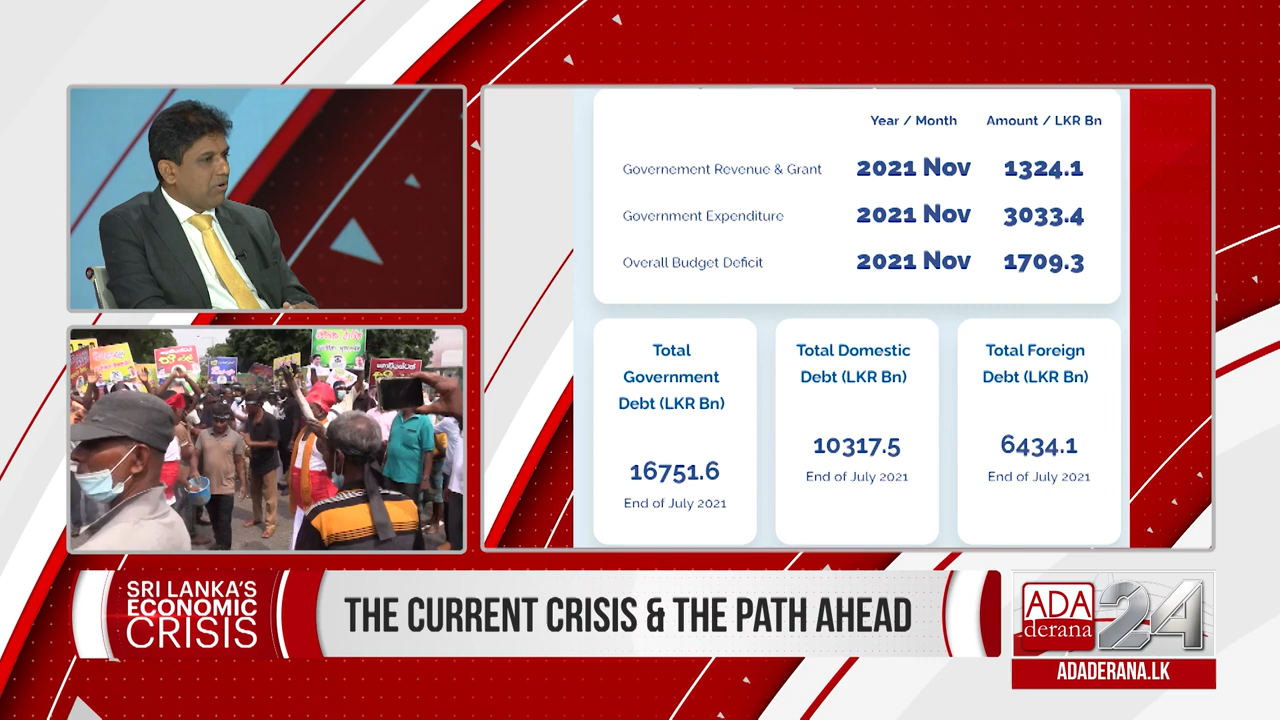 Year / Month Amount / LKR Bn
Governement Revenue & Grant 2021 Nov 1324.1
Government Expenditure 2021 Nov 3033.4
Overall Budget Deficit 2021 Nov 1709.3
Total
Government
Debt (LKR Bn)
16751.6
End of July 2021
Total Domestic
Debt (LKR Bn)
10317.5
End of July 2021
Total Foreign
Debt (LKR Bn)
6434.1
End of July 2021
SRI LANKA'S
ECONOMIC
CRISIS
THE CURRENT CRISIS & THE PATH AHEAD
ADA
derana
24
ADADERANA.LK